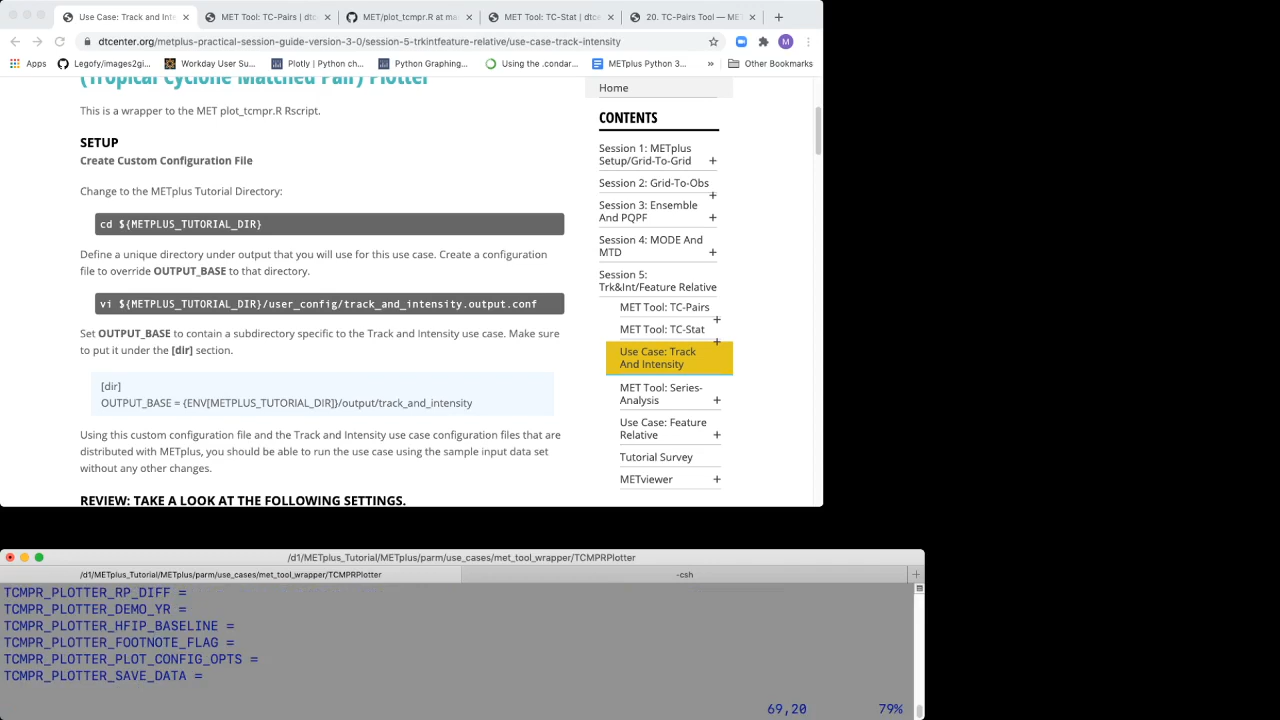 Use Case: Track and Inte
MET Tool: TC-Pairs | dtc
MET/plot_tcmpr.R at ma
MET Tool: TC-Stat | dtce
20. TC-Pairs Tool — MET
dtcenter.org/metplus-practical-session-guide-version-3-0/session-5-trkintfeature-relative/use-case-track-intensity
M
Apps
Legofy/images2gi...
Workday User Su...
Plotly | Python ch...
Python Graphing...
Using the .condar...
METplus Python 3...
»
Other Bookmarks
(Tropical Cyclone Matched Pair) Plotter
This is a wrapper to the MET plot_tcmpr.R Rscript.
SETUP
Create Custom Configuration File
Change to the METplus Tutorial Directory:
cd ${METPLUS_TUTORIAL_DIR}
Define a unique directory under output that you will use for this use case. Create a configuration
file to override OUTPUT_BASE to that directory.
vi ${METPLUS_TUTORIAL_DIR}/user_config/track_and_intensity.output.conf
Set OUTPUT_BASE to contain a subdirectory specific to the Track and Intensity use case. Make sure
to put it under the [dir] section.
[dir]
OUTPUT_BASE = {ENV[METPLUS_TUTORIAL_DIR]}/output/track_and_intensity
Using this custom configuration file and the Track and Intensity use case configuration files that are
distributed with METplus, you should be able to run the use case using the sample input data set
without any other changes.
REVIEW: TAKE A LOOK AT THE FOLLOWING SETTINGS.
Home
CONTENTS
Session 1: METplus
Setup/Grid-To-Grid +
Session 2: Grid-To-Obs
+
Session 3: Ensemble
And PQPF +
Session 4: MODE And
MTD +
Session 5:
Trk&Int/Feature Relative
MET Tool: TC-Pairs
+
MET Tool: TC-Stat
+
Use Case: Track
And Intensity
MET Tool: Series-
Analysis +
Use Case: Feature
Relative +
Tutorial Survey
METviewer +
/d1/METplus_Tutorial/METplus/parm/use_cases/met_tool_wrapper/TCMPRPlotter
/d1/METplus_Tutorial/METplus/parm/use_cases/met_tool_wrapper/TCMPRPlotter
-csh
TCMPR_PLOTTER_RP_DIFF =
TCMPR_PLOTTER_DEMO_YR =
TCMPR_PLOTTER_HFIP_BASELINE =
TCMPR_PLOTTER_FOOTNOTE_FLAG =
TCMPR_PLOTTER_PLOT_CONFIG_OPTS =
TCMPR_PLOTTER_SAVE_DATA =
69,20 79%